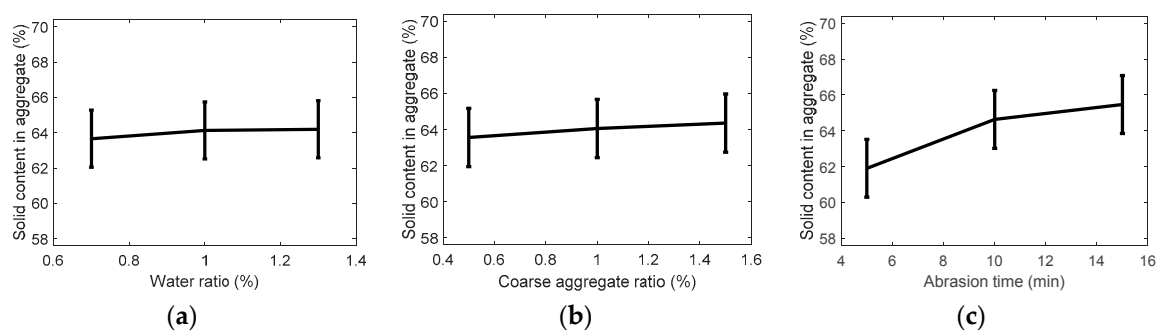 Solid content in aggregate (%)
70
68
66
64
62
60
58
0.6 0.8 1 1.2 1.4
Water ratio (%)
(a)
Solid content in aggregate (%)
70
68
66
64
62
60
58
0.4 0.6 0.8 1 1.2 1.4 1.6
Coarse aggregate ratio (%)
(b)
Solid content in aggregate (%)
70
68
66
64
62
60
58
4 6 8 10 12 14 16
Abrasion time (min)
(c)